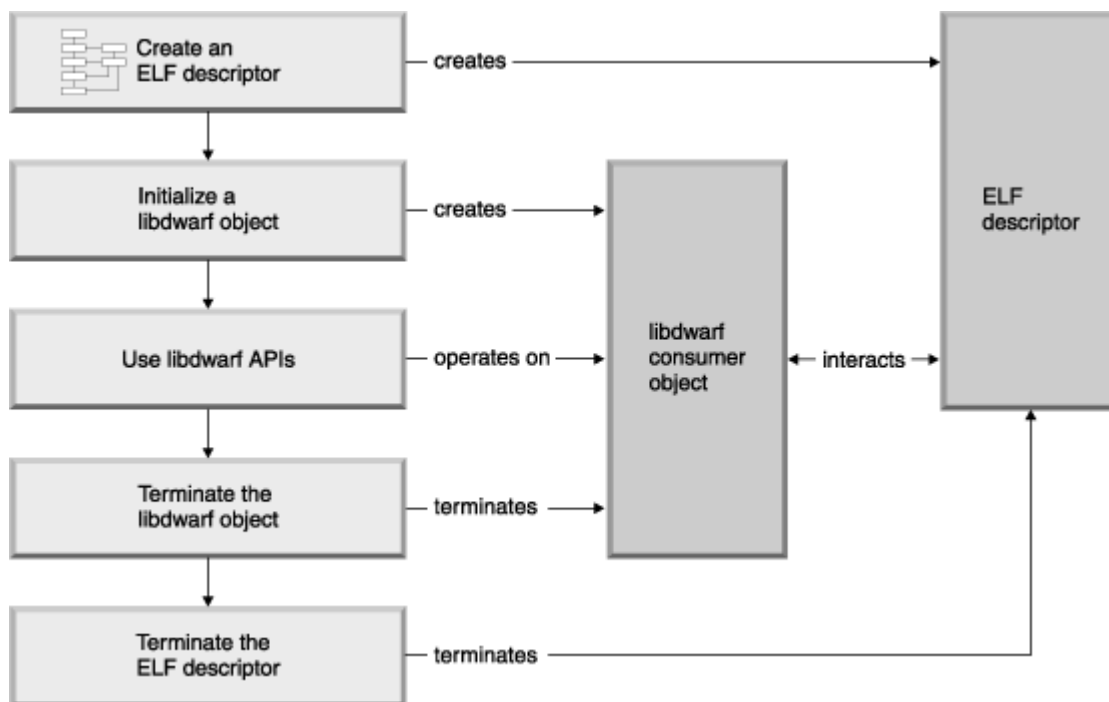 Create an
ELF descriptor
creates
Initialize a
libdwarf object
creates
ELF
descriptor
Use libdwarf APIs
operates on
libdwarf
consumer
object
interacts
Terminate the
libdwarf object
terminates
Terminate the
ELF descriptor
terminates